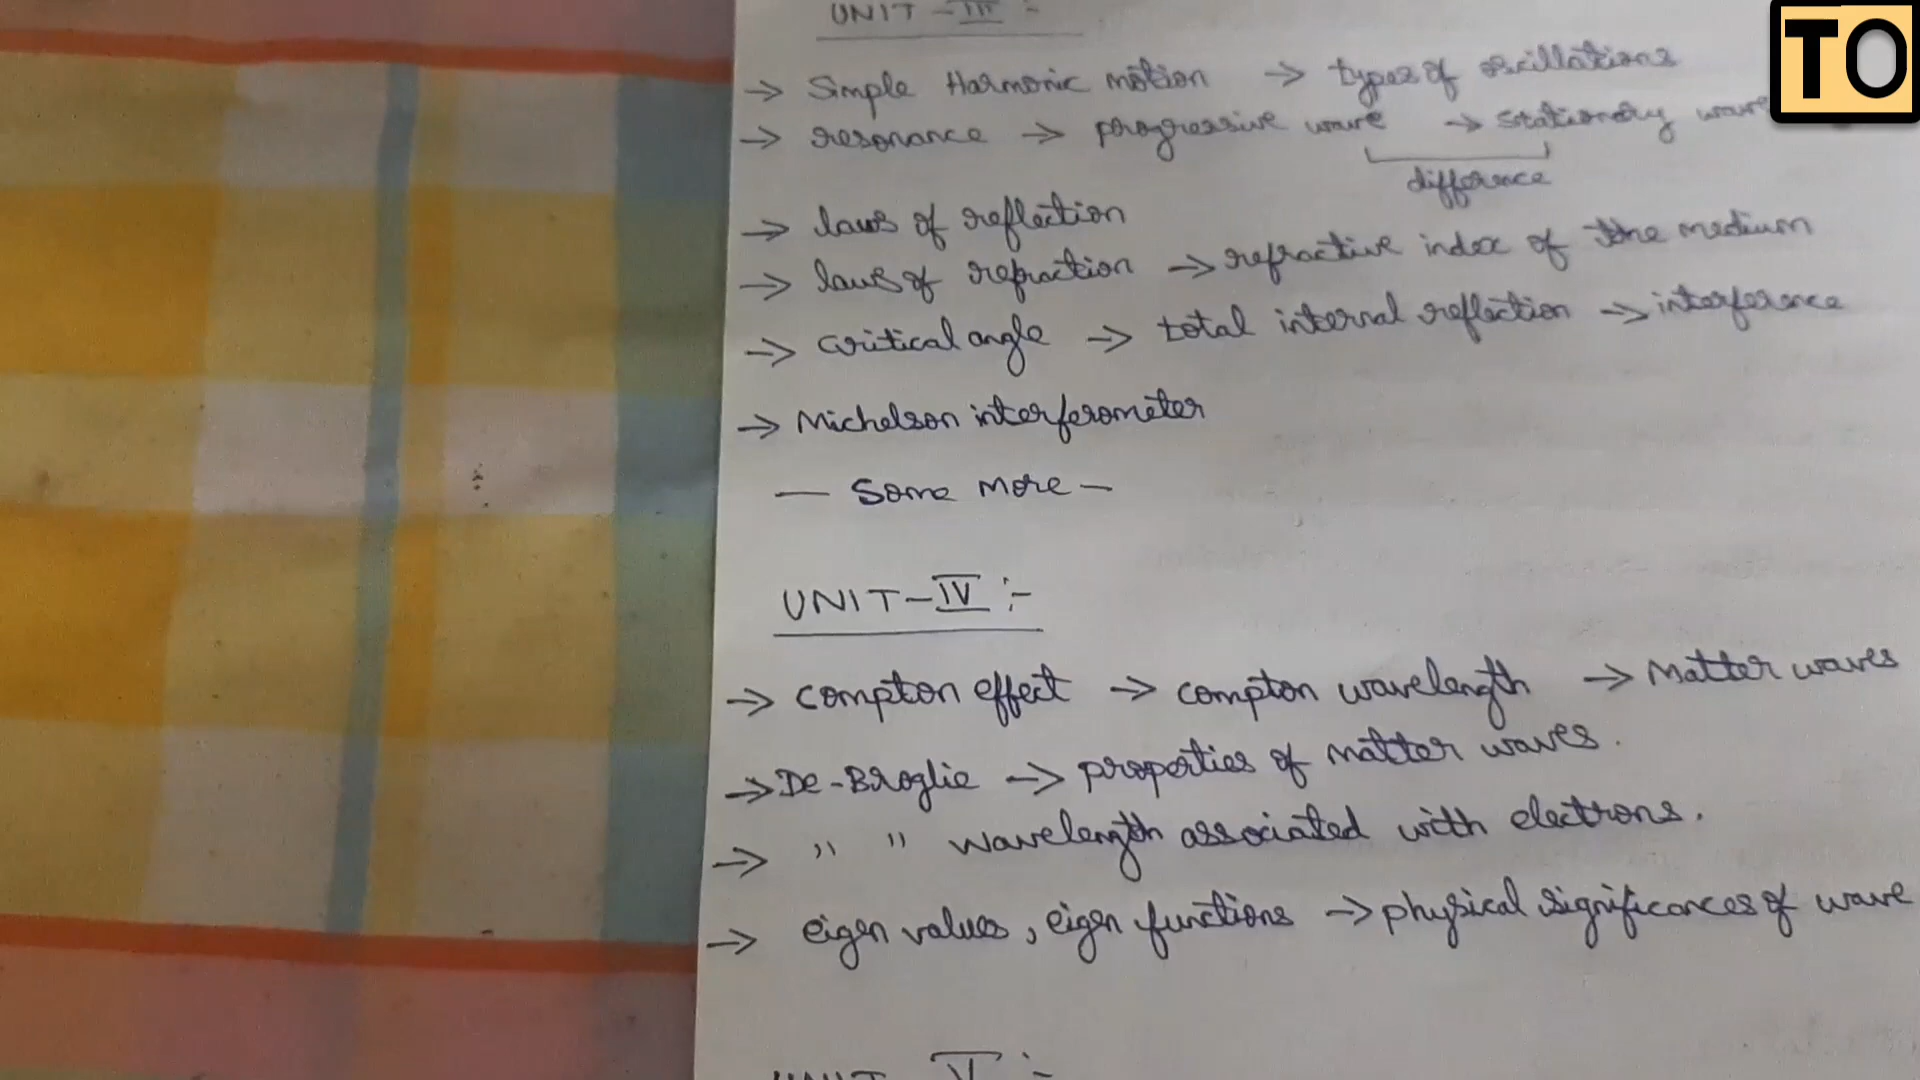 UNIT - III :-
→ Simple Harmonic motion → types of oscillations
→ resonance → progressive wave → stationary wave
difference
→ laws of reflection
→ laws of refraction → refractive index of the medium
→ critical angle → total internal reflection → interference
→ Michelson interferometer
— Some more —
UNIT - IV :-
→ compton effect → compton wavelength → Matter waves
→ De-Broglie → properties of matter waves.
→ " " wavelength associated with electrons.
→ eigen values, eigen functions → physical significances of wave
UNIT V :-
TO